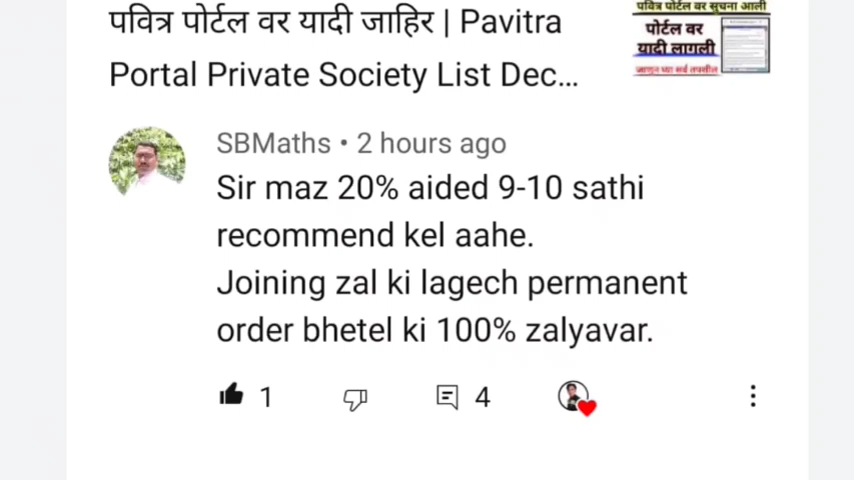 पवित्र पोर्टल वर यादी जाहिर | Pavitra
Portal Private Society List Dec...
पवित्र पोर्टल वर सुचना आली
पोर्टल वर
यादी लागली
जाणून घ्या सर्व तपशील
SBMaths • 2 hours ago
Sir maz 20% aided 9-10 sathi
recommend kel aahe.
Joining zal ki lagech permanent
order bhetel ki 100% zalyavar.
1
4